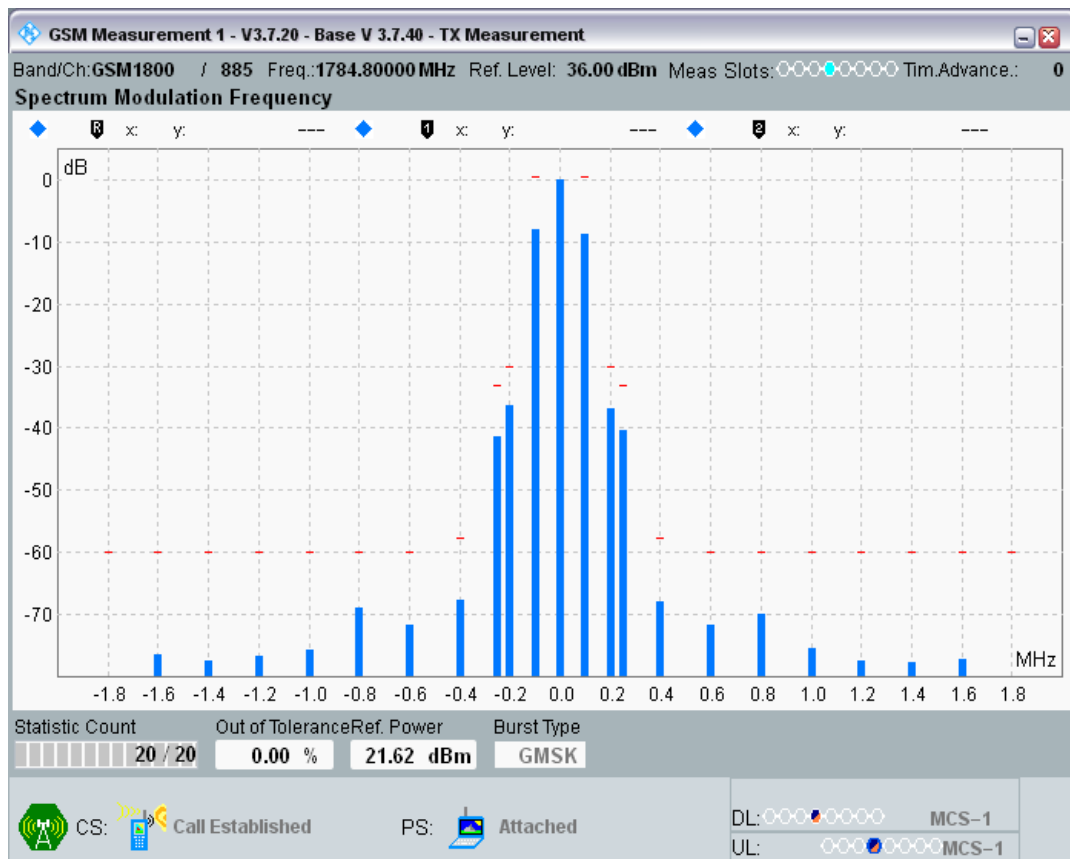 GSM Measurement 1 - V3.7.20 - Base V 3.7.40 - TX Measurement
Band/Ch:GSM1800 / 885 Freq.:1784.80000 MHz Ref. Level: 36.00 dBm Meas Slots: Tim.Advance.: 0
Spectrum Modulation Frequency
R x: y: --- 1 x: y: --- 2 x: y: ---
dB
0
-10
-20
-30
-40
-50
-60
-70
MHz
-1.8 -1.6 -1.4 -1.2 -1.0 -0.8 -0.6 -0.4 -0.2 0.0 0.2 0.4 0.6 0.8 1.0 1.2 1.4 1.6 1.8
Statistic Count Out of Tolerance Ref. Power Burst Type
20 / 20 0.00 % 21.62 dBm GMSK
CS: Call Established PS: Attached DL: MCS-1
UL: MCS-1